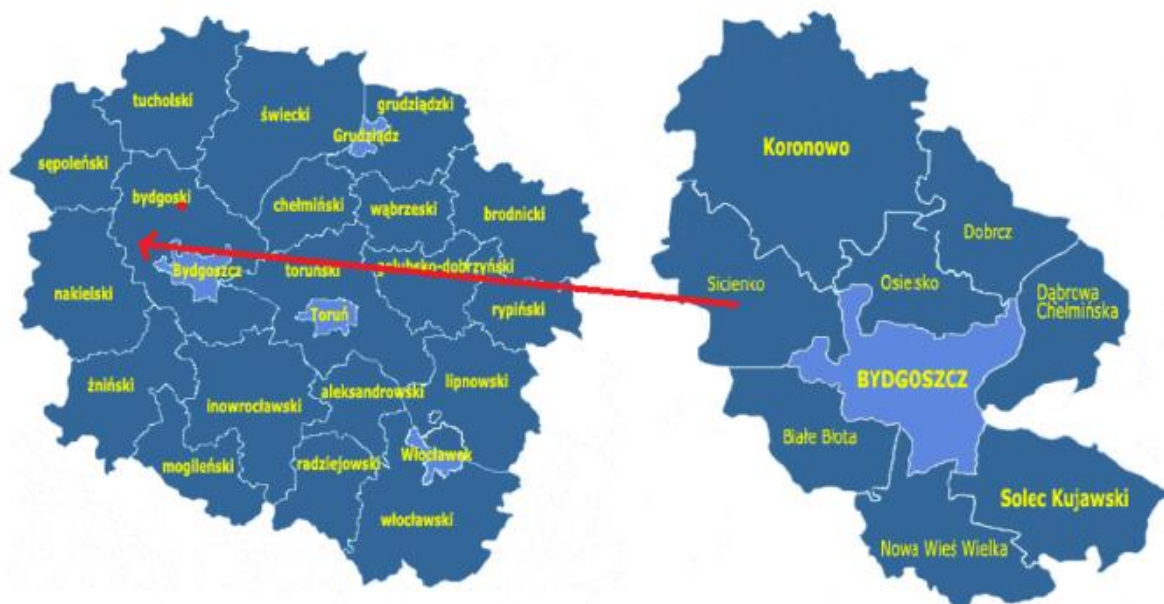 tucholski
świecki
grudziądzki
Grudziądz
sępoleński
bydgoski
chełmiński
wąbrzeski
brodnicki
Bydgoszcz
toruński
golubsko-dobrzyński
nakielski
Toruń
rypiński
żniński
inowrocławski
aleksandrowski
lipnowski
mogileński
radziejowski
Włocławek
włocławski
Koronowo
Dobrcz
Sicienko
Osielsko
Dąbrowa
Chełmińska
BYDGOSZCZ
Białe Błota
Solec Kujawski
Nowa Wieś Wielka